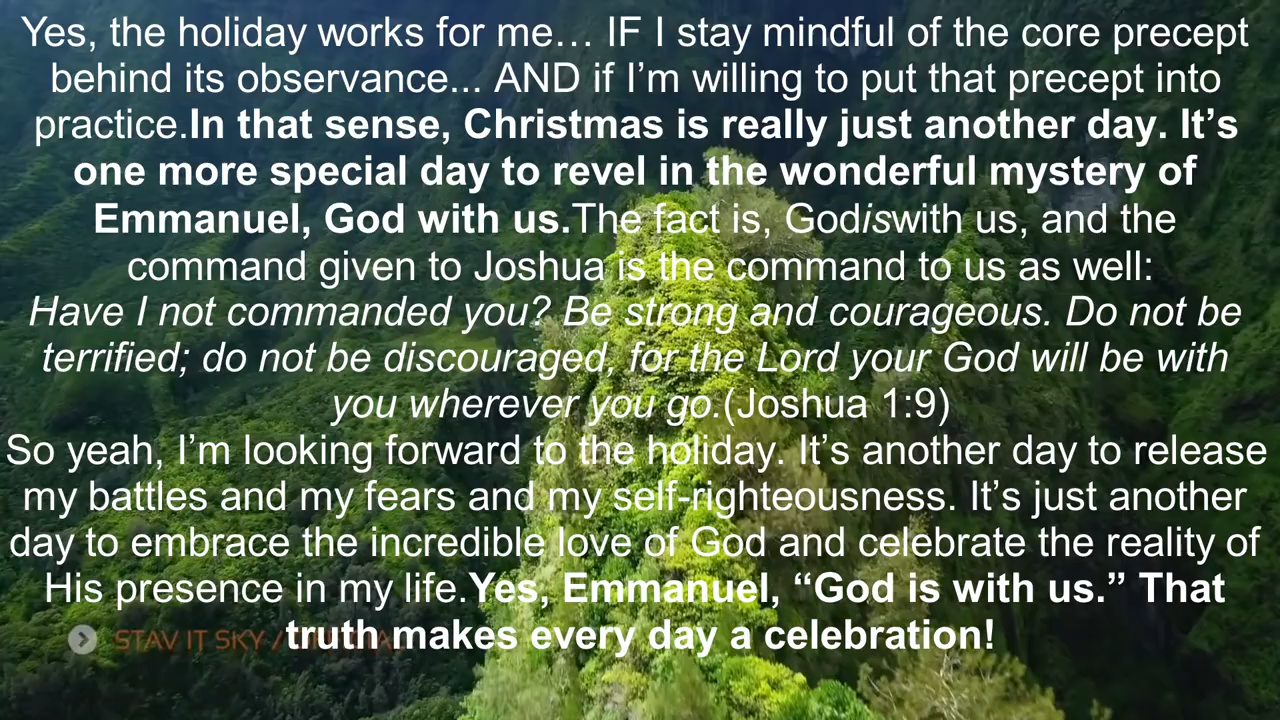 Yes, the holiday works for me… IF I stay mindful of the core precept
behind its observance... AND if I’m willing to put that precept into
practice.In that sense, Christmas is really just another day. It’s
one more special day to revel in the wonderful mystery of
Emmanuel, God with us.The fact is, Godiswith us, and the
command given to Joshua is the command to us as well:
Have I not commanded you? Be strong and courageous. Do not be
terrified; do not be discouraged, for the Lord your God will be with
you wherever you go.(Joshua 1:9)
So yeah, I’m looking forward to the holiday. It’s another day to release
my battles and my fears and my self-righteousness. It’s just another
day to embrace the incredible love of God and celebrate the reality of
His presence in my life.Yes, Emmanuel, “God is with us.” That
truth makes every day a celebration!
STAV IT SKY /